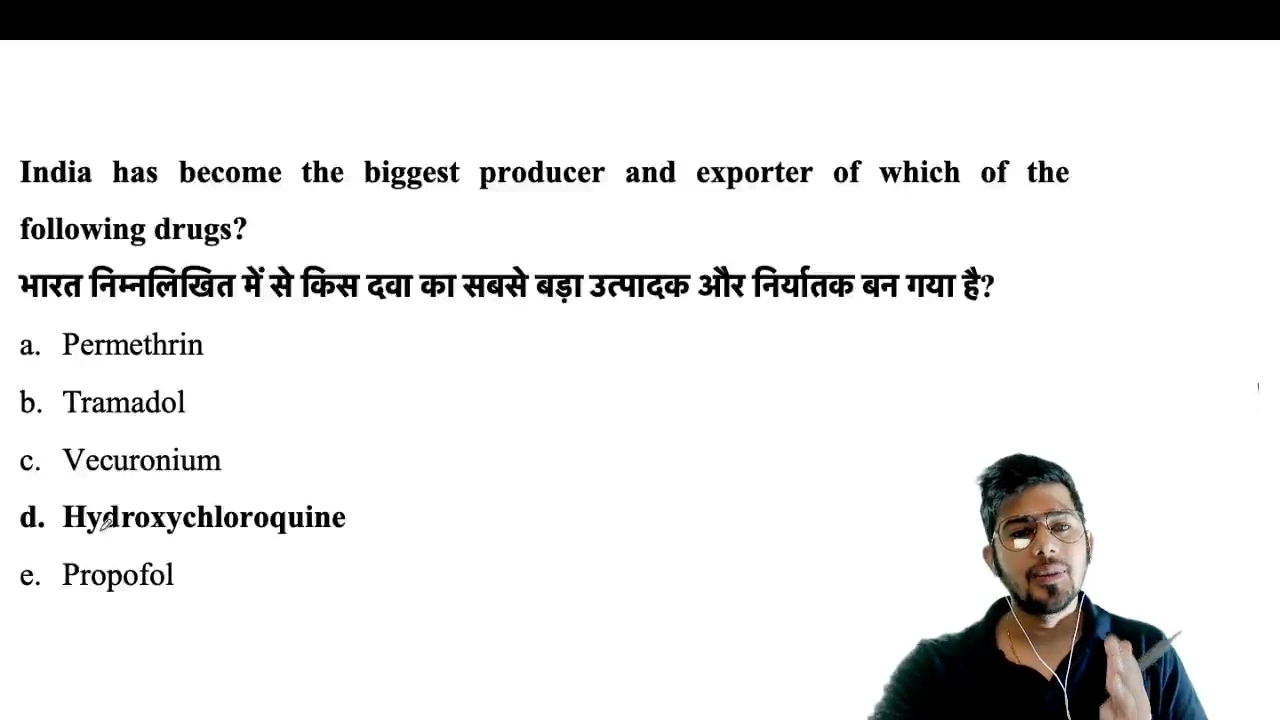 India has become the biggest producer and exporter of which of the
following drugs?
भारत निम्नलिखित में से किस दवा का सबसे बड़ा उत्पादक और निर्यातक बन गया है?
a. Permethrin
b. Tramadol
c. Vecuronium
d. Hydroxychloroquine
e. Propofol